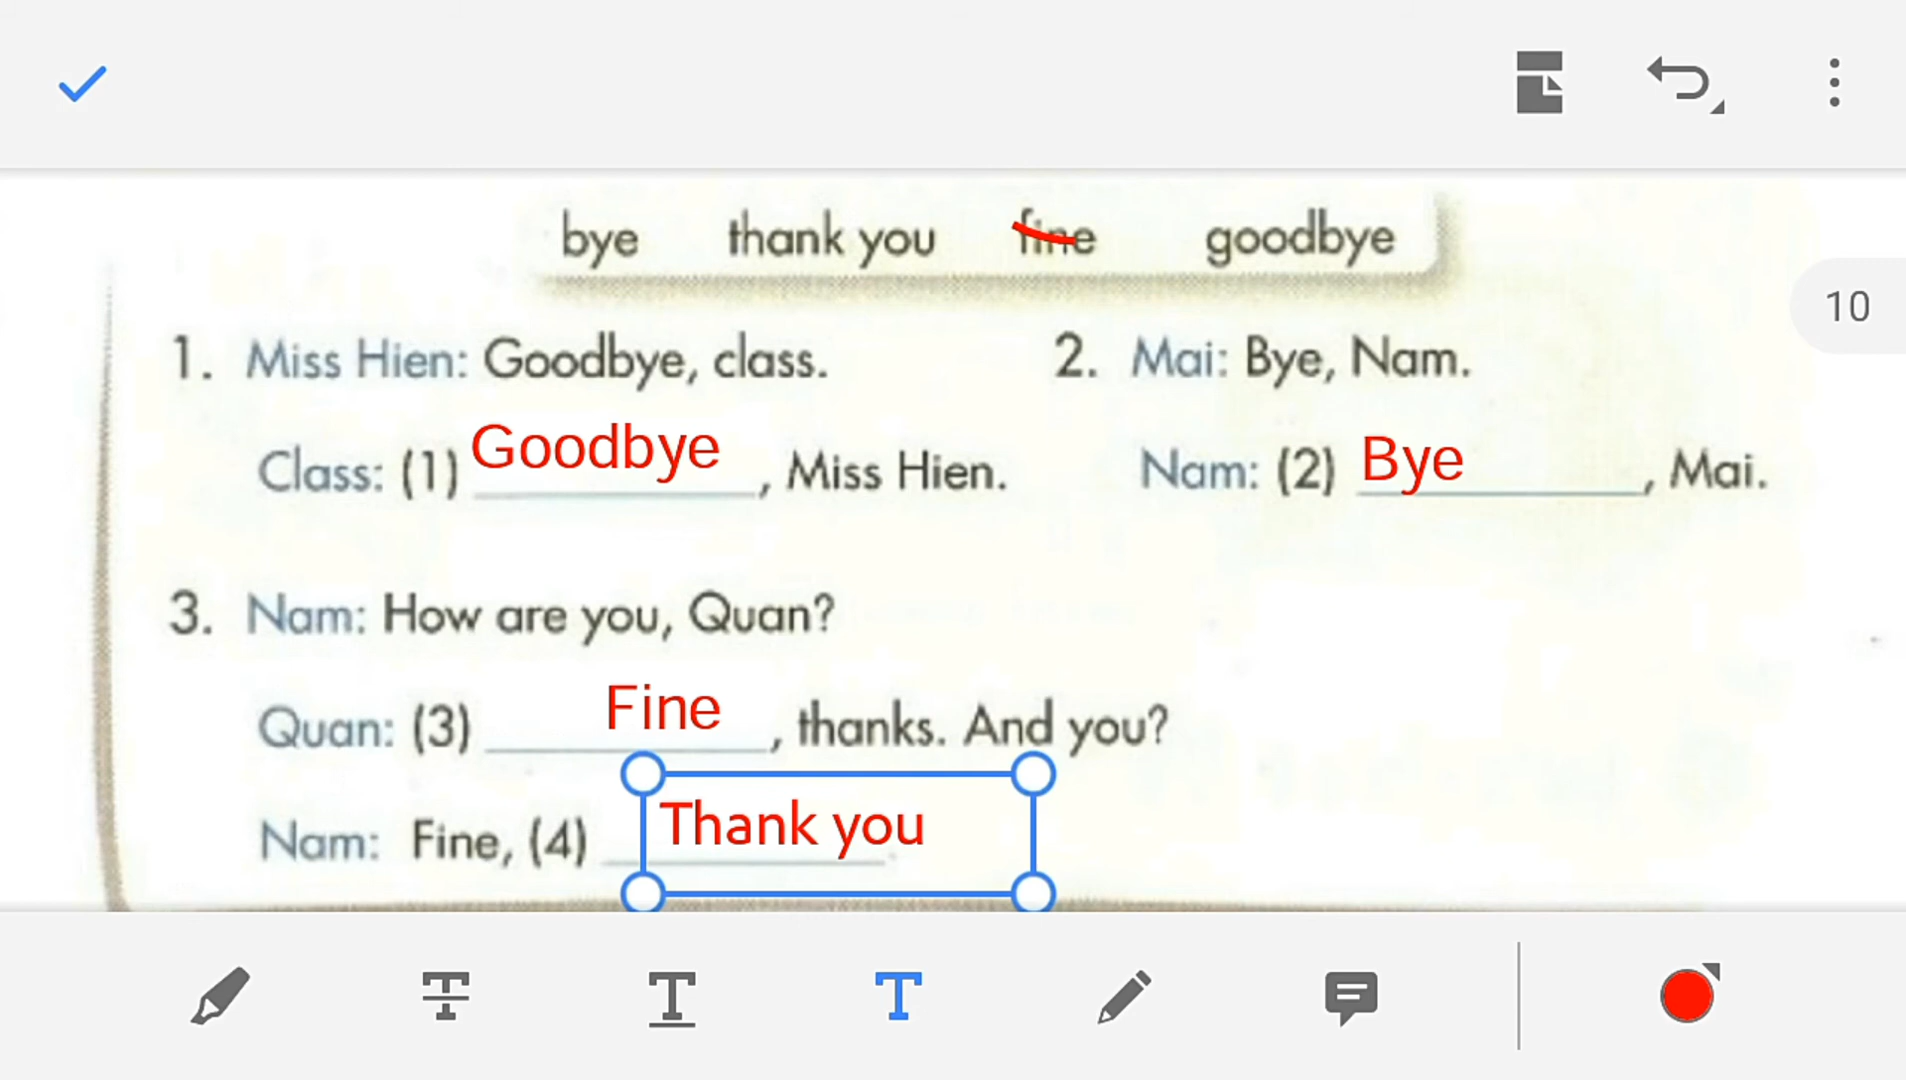 bye thank you fine goodbye
10
1. Miss Hien: Goodbye, class.
Class: (1) Goodbye, Miss Hien.
2. Mai: Bye, Nam.
Nam: (2) Bye, Mai.
3. Nam: How are you, Quan?
Quan: (3) Fine, thanks. And you?
Nam: Fine, (4) Thank you.